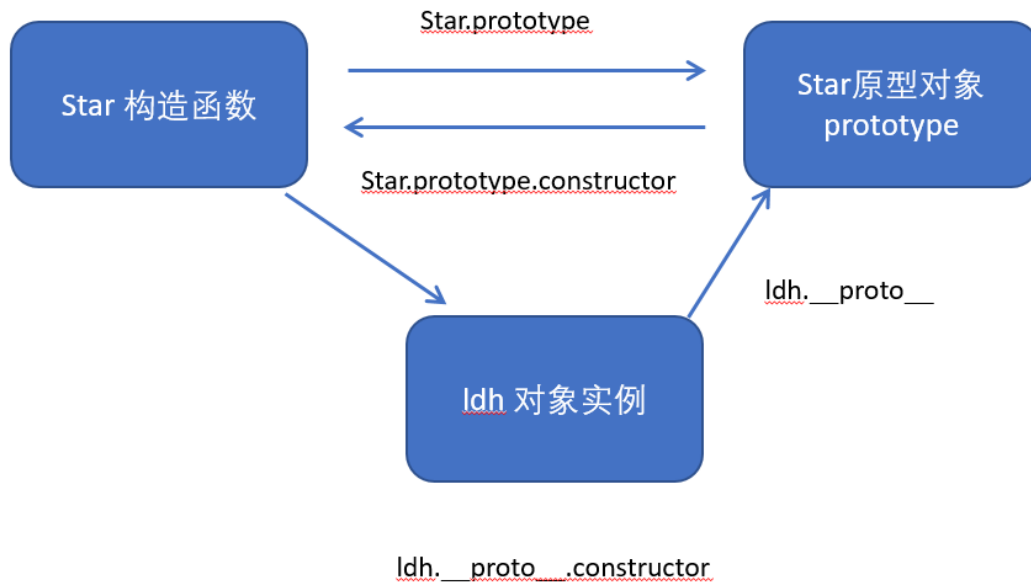 Star.prototype
Star 构造函数
Star原型对象
prototype
Star.prototype.constructor
ldh.__proto__
ldh 对象实例
ldh.__proto__.constructor